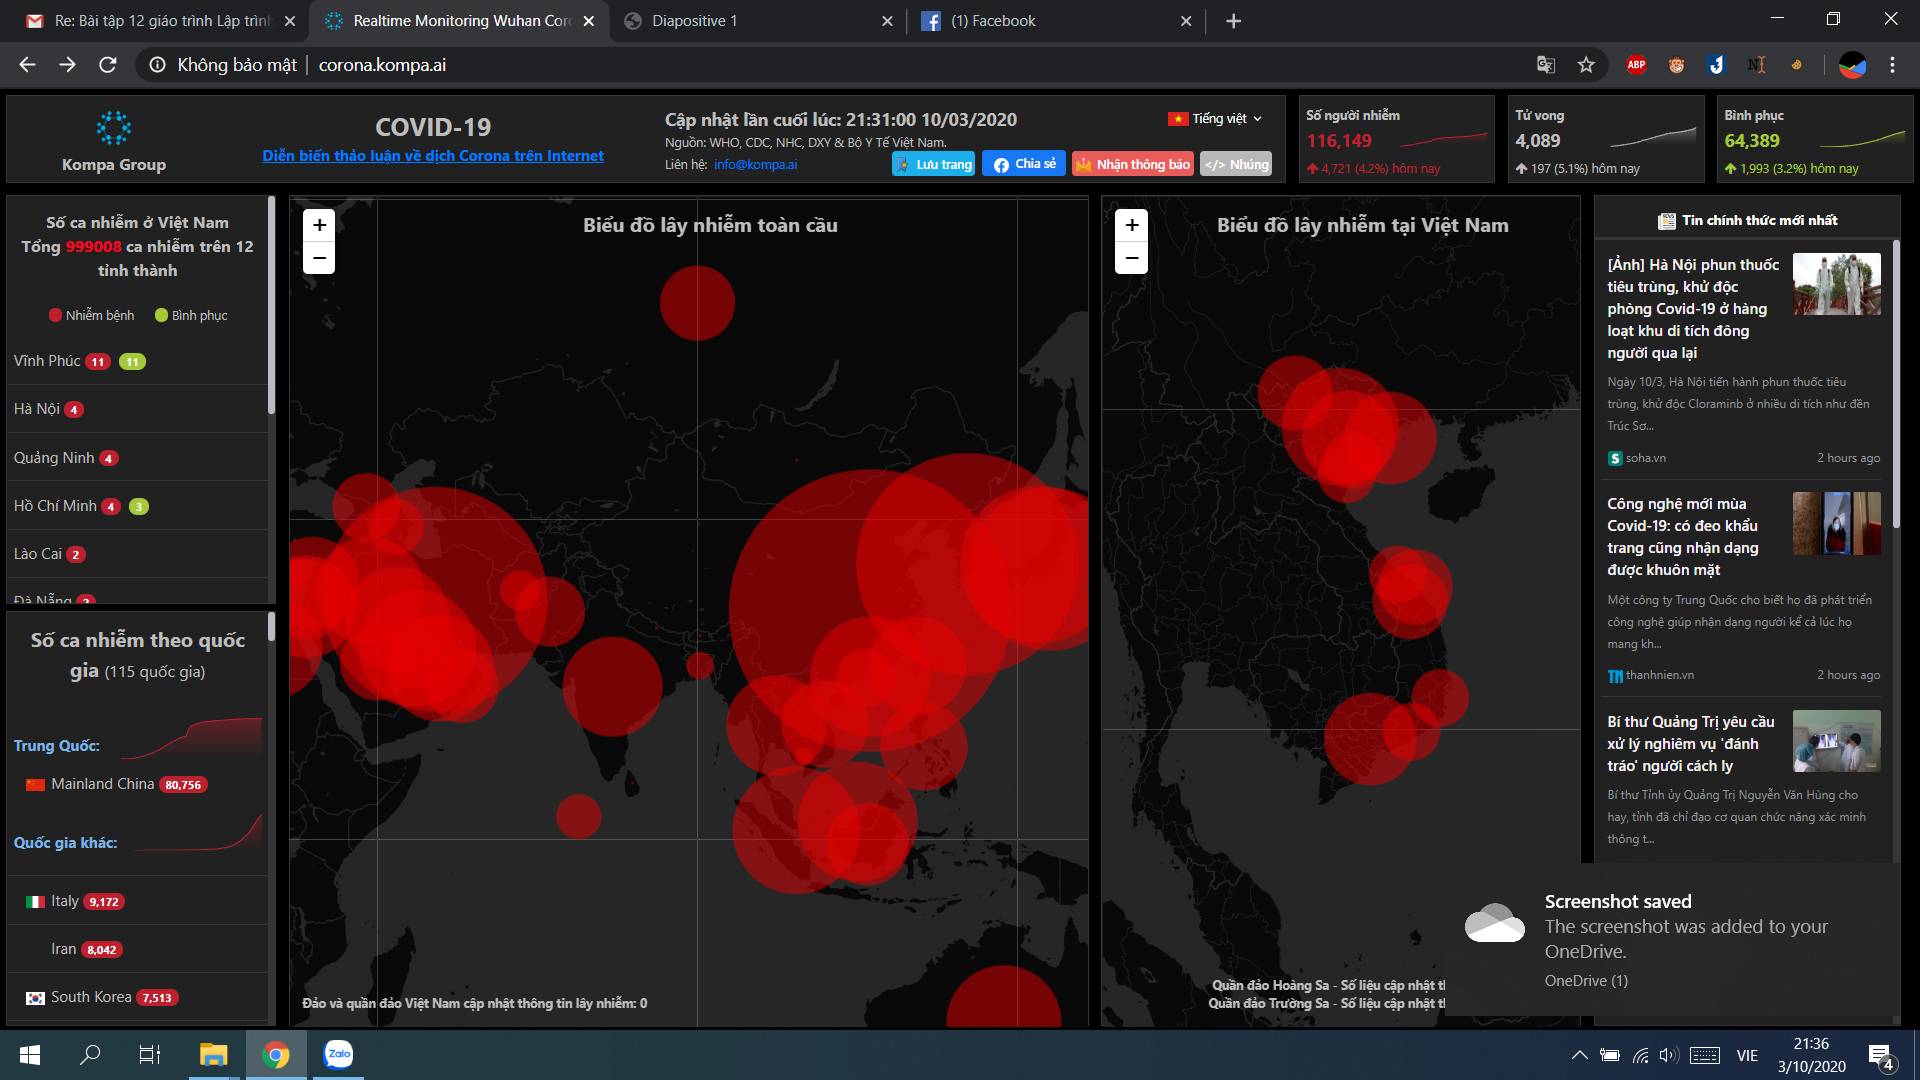 Re: Bài tập 12 giáo trình Lập trình
Realtime Monitoring Wuhan Cor
Diapositive 1
(1) Facebook
Không bảo mật
corona.kompa.ai
ABP
Kompa Group
COVID-19
Diễn biến thảo luận về dịch Corona trên Internet
Cập nhật lần cuối lúc: 21:31:00 10/03/2020
Nguồn: WHO, CDC, NHC, DXY & Bộ Y Tế Việt Nam.
Liên hệ: info@kompa.ai
Tiếng việt
Lưu trang
Chia sẻ
Nhận thông báo
</> Nhúng
Số người nhiễm
116,149
4,721 (4.2%) hôm nay
Tử vong
4,089
197 (5.1%) hôm nay
Bình phục
64,389
1,993 (3.2%) hôm nay
Số ca nhiễm ở Việt Nam
Tổng 999008 ca nhiễm trên 12
tỉnh thành
Nhiễm bệnh
Bình phục
Vĩnh Phúc 11 11
Hà Nội 4
Quảng Ninh 4
Hồ Chí Minh 4 3
Lào Cai 2
Đà Nẵng
Số ca nhiễm theo quốc
gia (115 quốc gia)
Trung Quốc:
Mainland China 80,756
Quốc gia khác:
Italy 9,172
Iran 8,042
South Korea 7,513
+
−
Biểu đồ lây nhiễm toàn cầu
Đảo và quần đảo Việt Nam cập nhật thông tin lây nhiễm: 0
+
−
Biểu đồ lây nhiễm tại Việt Nam
Quần đảo Hoàng Sa - Số liệu cập nhật
Quần đảo Trường Sa - Số liệu cập nhật
Tin chính thức mới nhất
[Ảnh] Hà Nội phun thuốc
tiêu trùng, khử độc
phòng Covid-19 ở hàng
loạt khu di tích đông
người qua lại
Ngày 10/3, Hà Nội tiến hành phun thuốc tiêu
trùng, khử độc Cloraminb ở nhiều di tích như đền
Trúc Sơ...
soha.vn
2 hours ago
Công nghệ mới mùa
Covid-19: có đeo khẩu
trang cũng nhận dạng
được khuôn mặt
Một công ty Trung Quốc cho biết họ đã phát triển
công nghệ giúp nhận dạng người kể cả lúc họ
mang kh...
thanhnien.vn
2 hours ago
Bí thư Quảng Trị yêu cầu
xử lý nghiêm vụ 'đánh
tráo' người cách ly
Bí thư Tỉnh ủy Quảng Trị Nguyễn Văn Hùng cho
hay, tỉnh đã chỉ đạo cơ quan chức năng xác minh
thông t...
Screenshot saved
The screenshot was added to your
OneDrive.
OneDrive (1)
Zalo
VIE
21:36
3/10/2020
4